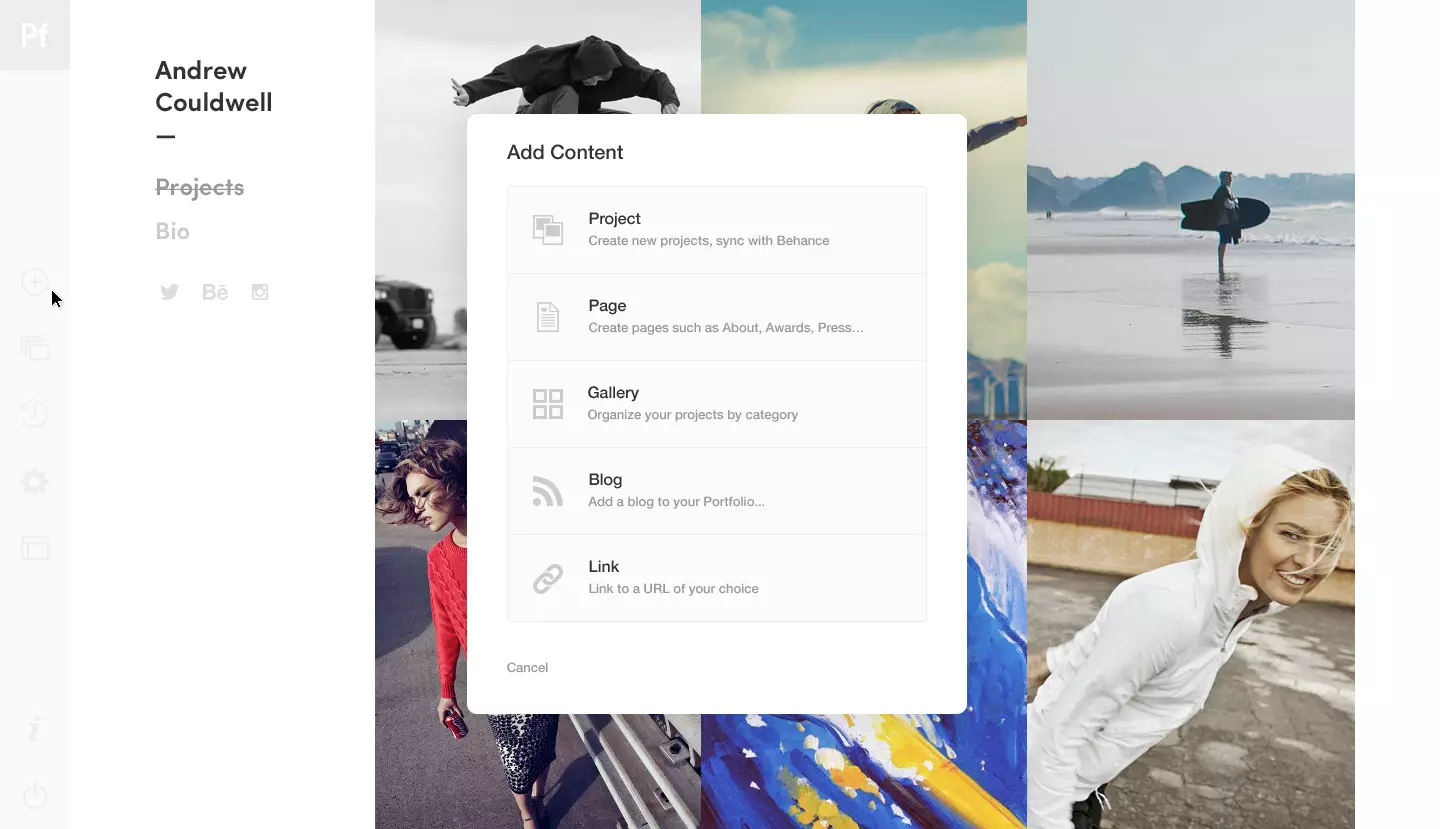 Pf
Andrew
Couldwell
—
Projects
Bio
Bē
Add Content
Project
Create new projects, sync with Behance
Page
Create pages such as About, Awards, Press...
Gallery
Organize your projects by category
Blog
Add a blog to your Portfolio...
Link
Link to a URL of your choice
Cancel